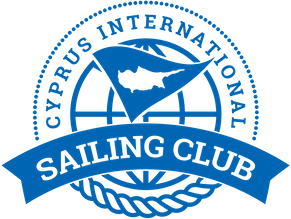 CYPRUS INTERNATIONAL
SAILING CLUB